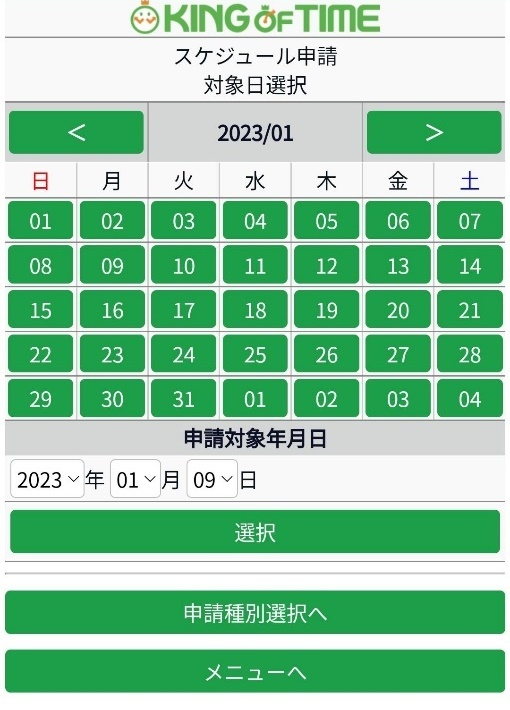 KING OF TIME
スケジュール申請
対象日選択
< 2023/01 >
日 月 火 水 木 金 土
01 02 03 04 05 06 07
08 09 10 11 12 13 14
15 16 17 18 19 20 21
22 23 24 25 26 27 28
29 30 31 01 02 03 04
申請対象年月日
2023 年 01 月 09 日
選択
申請種別選択へ
メニューへ